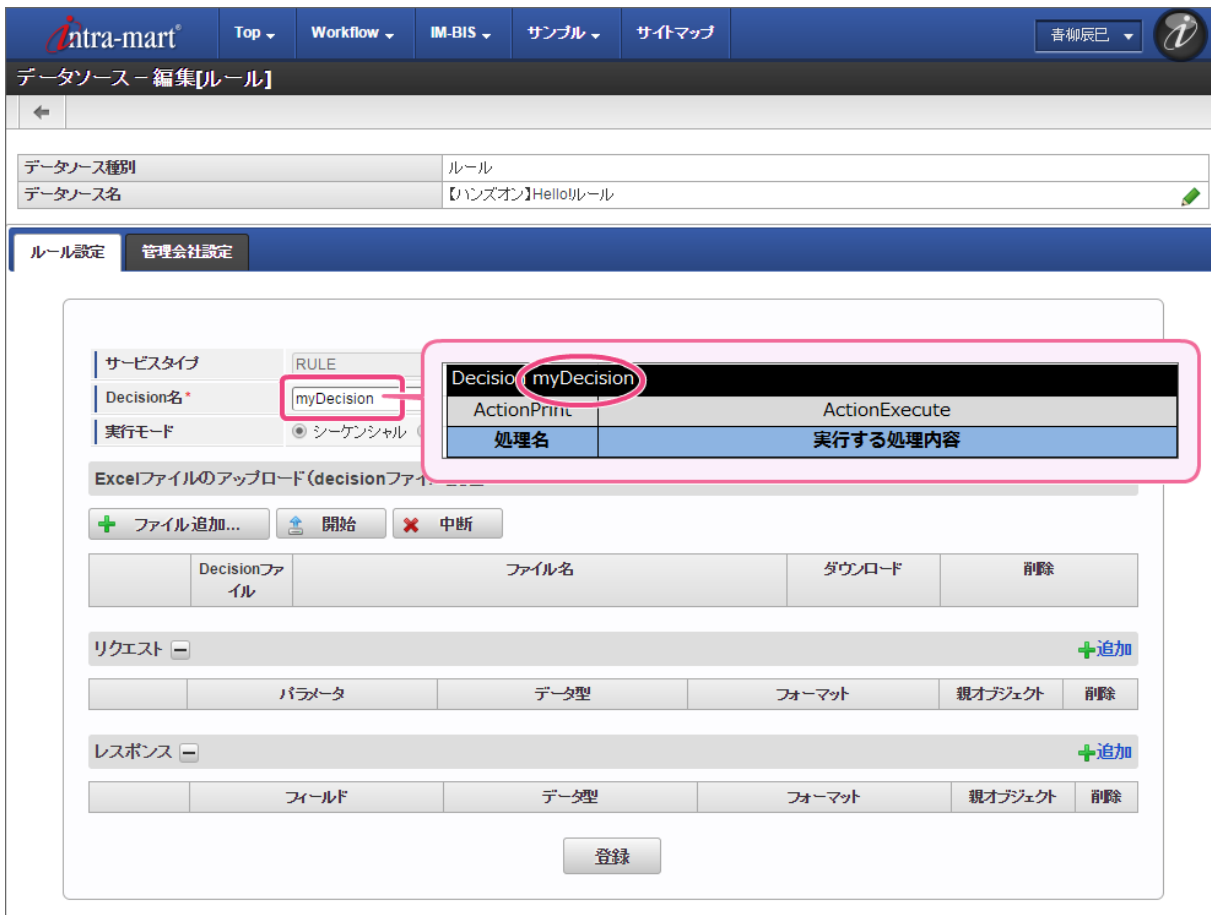 intra-mart® Top Workflow IM-BIS サンプル サイトマップ 青柳辰巳
データソース－編集[ルール]
データソース種別 ルール
データソース名 【ハンズオン】Helloリルール
ルール設定 管理会社設定
サービスタイプ RULE
Decision名* myDecision
実行モード シーケンシャル
Decision myDecision
ActionPrint ActionExecute
処理名 実行する処理内容
Excelファイルのアップロード(decisionファイ
ファイル追加... 開始 中断
Decisionファイル ファイル名 ダウンロード 削除
リクエスト 追加
パラメータ データ型 フォーマット 親オブジェクト 削除
レスポンス 追加
フィールド データ型 フォーマット 親オブジェクト 削除
登録